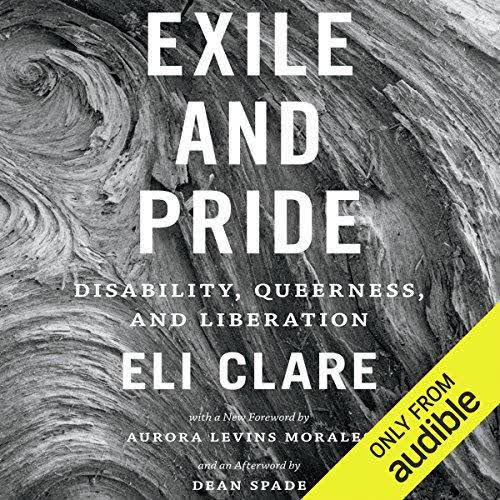 EXILE
AND
PRIDE
DISABILITY, QUEERNESS,
AND LIBERATION
ELI CLARE
with a New Foreword by
AURORA LEVINS MORALE
and an Afterword by
DEAN SPADE
ONLY FROM
audible